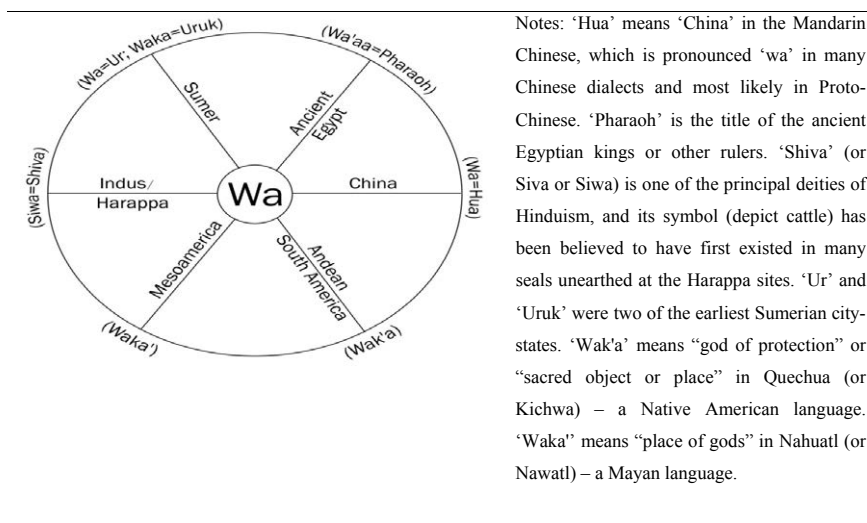 (Wa=Ur; Waka=Uruk)
(Wa'aa=Pharaoh)
Sumer
Ancient
Egypt
(Siwa=Shiva)
Indus/
Harappa
Wa
China
(Wa=Hua)
Mesoamerica
Andean
South America
(Waka')
(Wak'a)
Notes: ‘Hua’ means ‘China’ in the Mandarin
Chinese, which is pronounced ‘wa’ in many
Chinese dialects and most likely in Proto-
Chinese. ‘Pharaoh’ is the title of the ancient
Egyptian kings or other rulers. ‘Shiva’ (or
Siva or Siwa) is one of the principal deities of
Hinduism, and its symbol (depict cattle) has
been believed to have first existed in many
seals unearthed at the Harappa sites. ‘Ur’ and
‘Uruk’ were two of the earliest Sumerian city-
states. ‘Wak'a’ means “god of protection” or
“sacred object or place” in Quechua (or
Kichwa) – a Native American language.
‘Waka'’ means “place of gods” in Nahuatl (or
Nawatl) – a Mayan language.